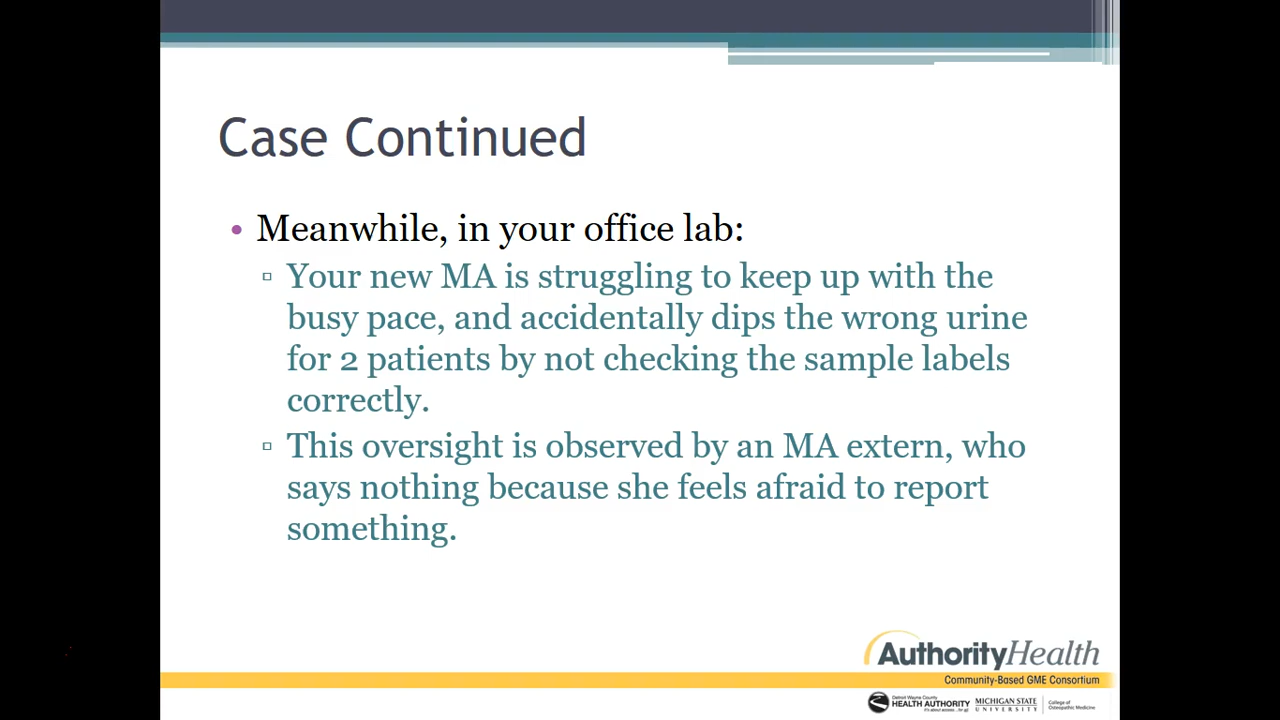 Case Continued
• Meanwhile, in your office lab:
▫ Your new MA is struggling to keep up with the
busy pace, and accidentally dips the wrong urine
for 2 patients by not checking the sample labels
correctly.
▫ This oversight is observed by an MA extern, who
says nothing because she feels afraid to report
something.
AuthorityHealth
Community-Based GME Consortium
Detroit Wayne County
HEALTH AUTHORITY
MICHIGAN STATE
UNIVERSITY
College of
Osteopathic Medicine